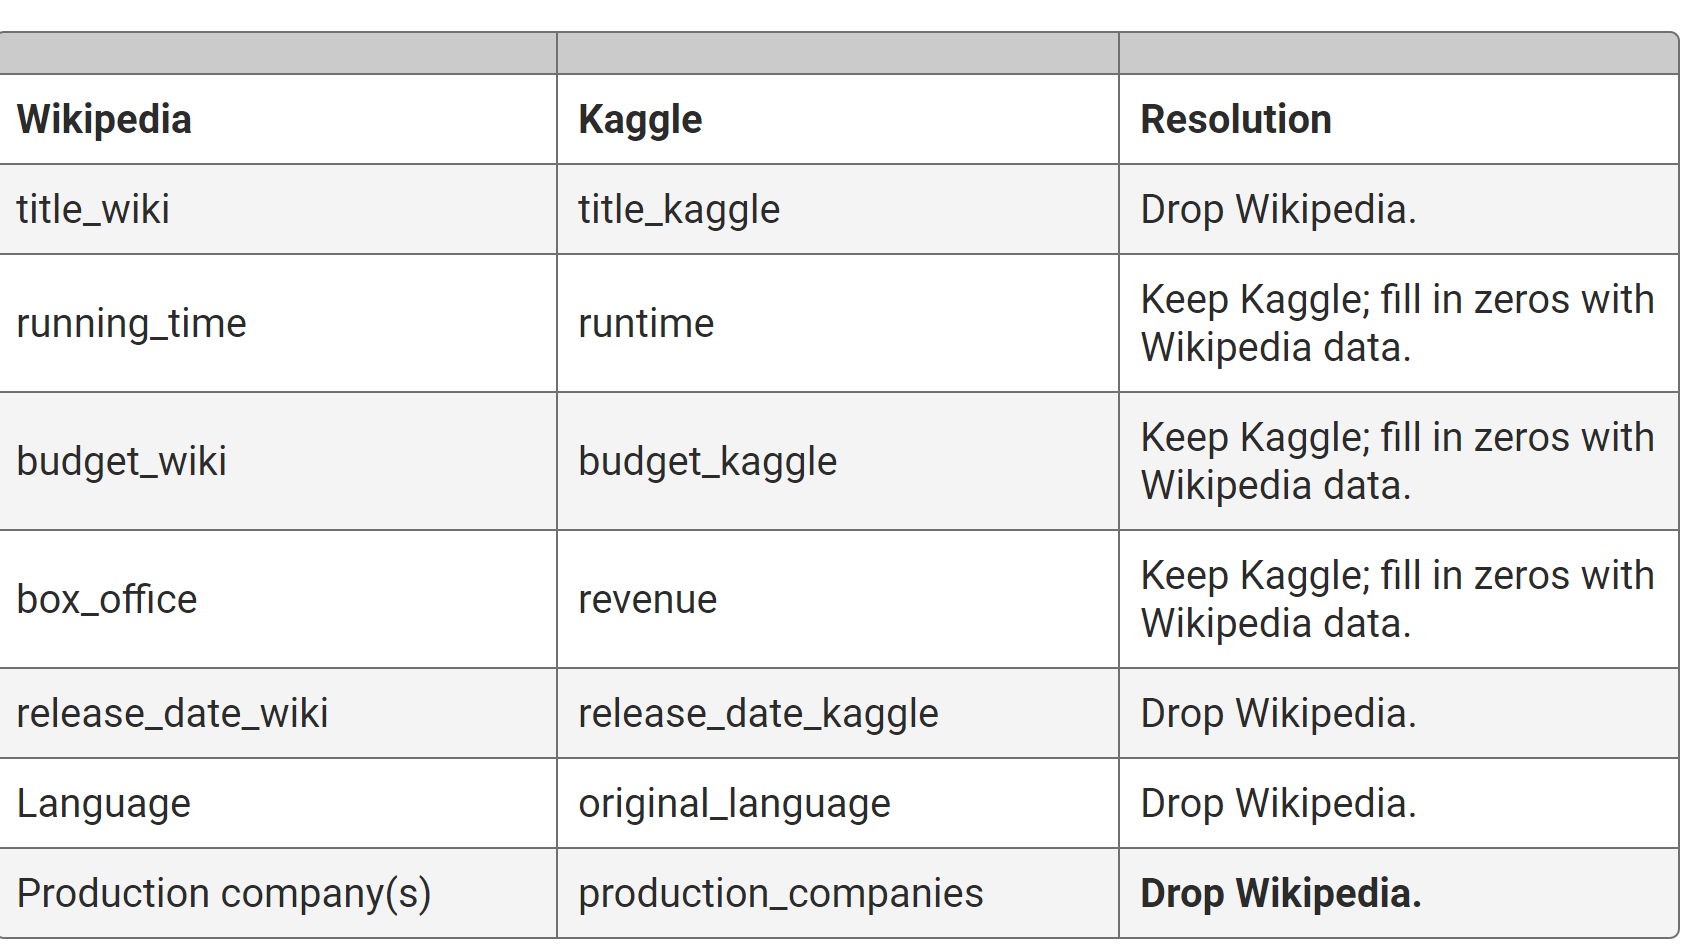 Wikipedia Kaggle Resolution
title_wiki title_kaggle Drop Wikipedia.
running_time runtime Keep Kaggle; fill in zeros with
Wikipedia data.
budget_wiki budget_kaggle Keep Kaggle; fill in zeros with
Wikipedia data.
box_office revenue Keep Kaggle; fill in zeros with
Wikipedia data.
release_date_wiki release_date_kaggle Drop Wikipedia.
Language original_language Drop Wikipedia.
Production company(s) production_companies Drop Wikipedia.